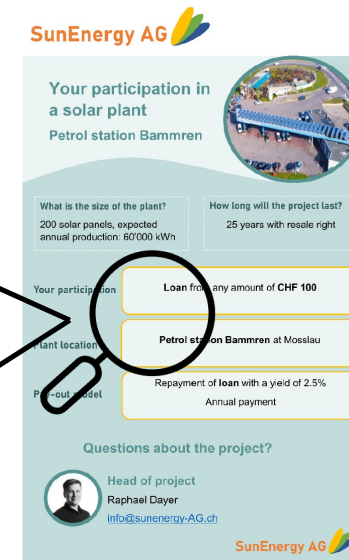 SunEnergy AG
Your participation in
a solar plant
Petrol station Bammren
What is the size of the plant?
200 solar panels, expected
annual production: 60'000 kWh
How long will the project last?
25 years with resale right
Your participation
Loan from any amount of CHF 100
Plant location
Petrol station Bammren at Mosslau
Pay-out model
Repayment of loan with a yield of 2.5%
Annual payment
Questions about the project?
Head of project
Raphael Dayer
info@sunenergy-AG.ch
SunEnergy AG